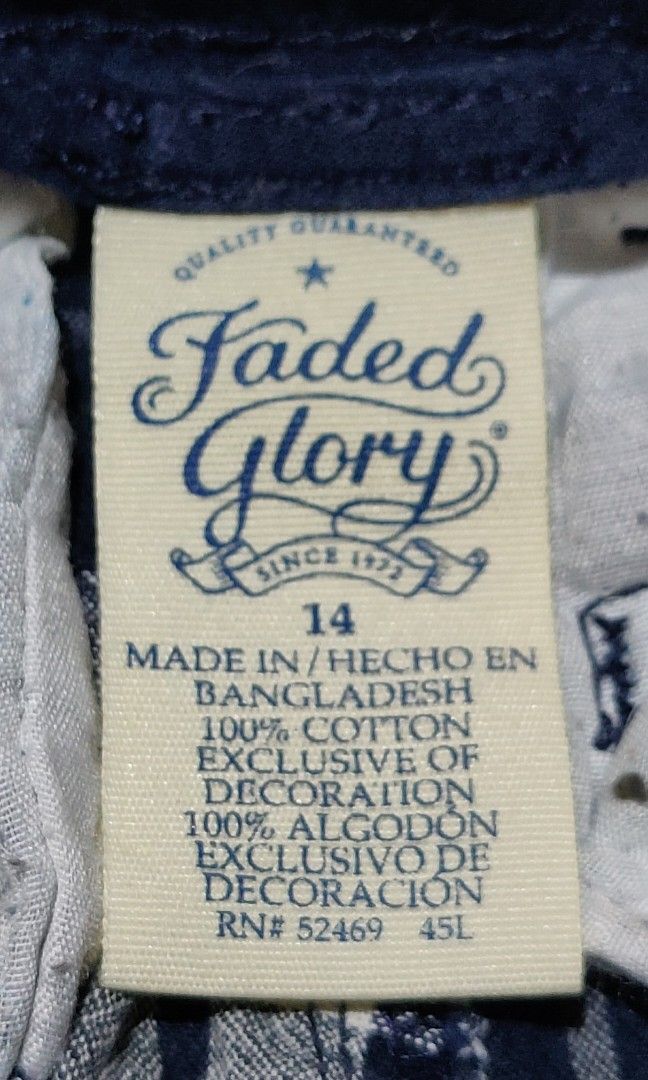 QUALITY GUARANTEED
Faded
Glory®
SINCE 1972
14
MADE IN/HECHO EN
BANGLADESH
100% COTTON
EXCLUSIVE OF
DECORATION
100% ALGODÓN
EXCLUSIVO DE
DECORACIÓN
RN# 52469 45L